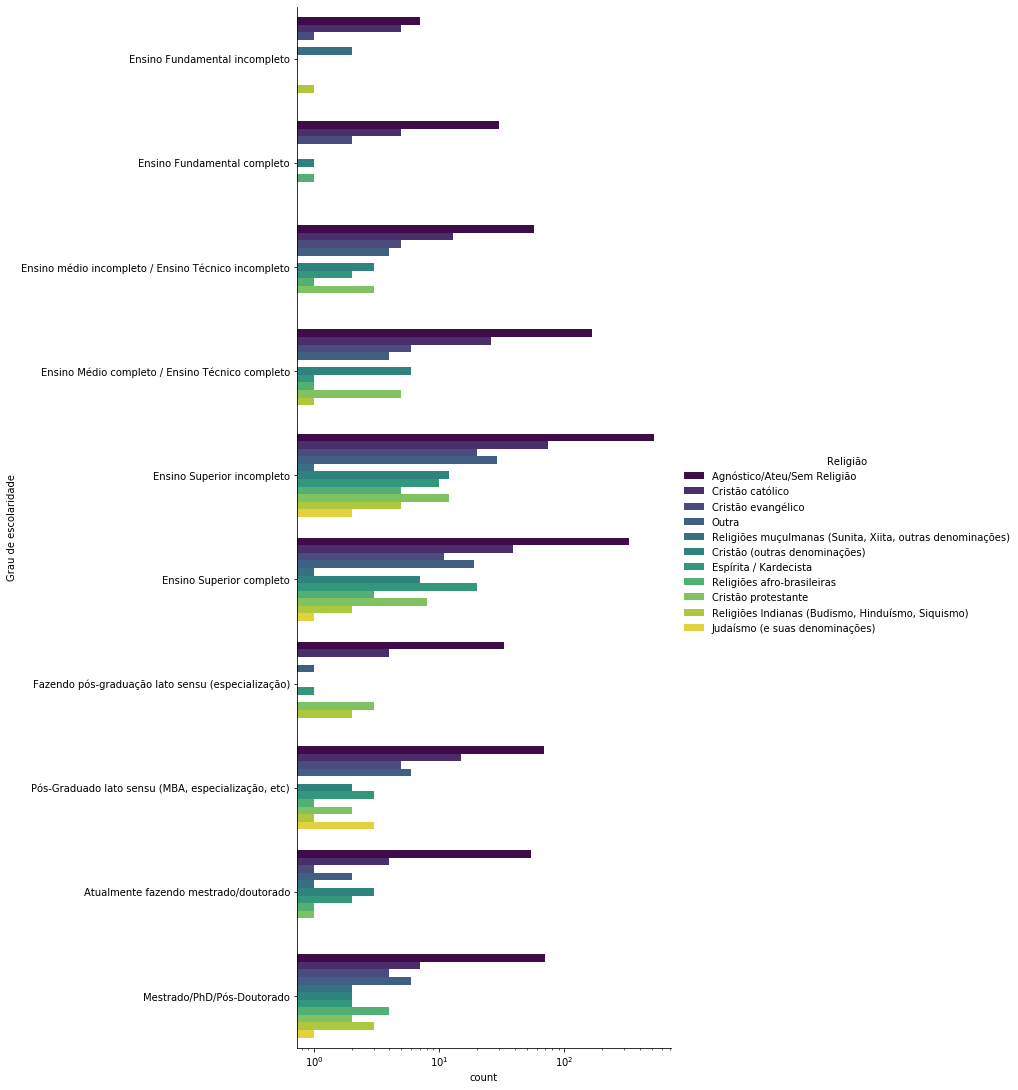 Grau de escolaridade
Ensino Fundamental incompleto
Ensino Fundamental completo
Ensino médio incompleto / Ensino Técnico incompleto
Ensino Médio completo / Ensino Técnico completo
Ensino Superior incompleto
Ensino Superior completo
Fazendo pós-graduação lato sensu (especialização)
Pós-Graduado lato sensu (MBA, especialização, etc)
Atualmente fazendo mestrado/doutorado
Mestrado/PhD/Pós-Doutorado
10⁰ 10¹ 10²
count
Religião
Agnóstico/Ateu/Sem Religião
Cristão católico
Cristão evangélico
Outra
Religiões muçulmanas (Sunita, Xiita, outras denominações)
Cristão (outras denominações)
Espírita / Kardecista
Religiões afro-brasileiras
Cristão protestante
Religiões Indianas (Budismo, Hinduísmo, Siquismo)
Judaísmo (e suas denominações)